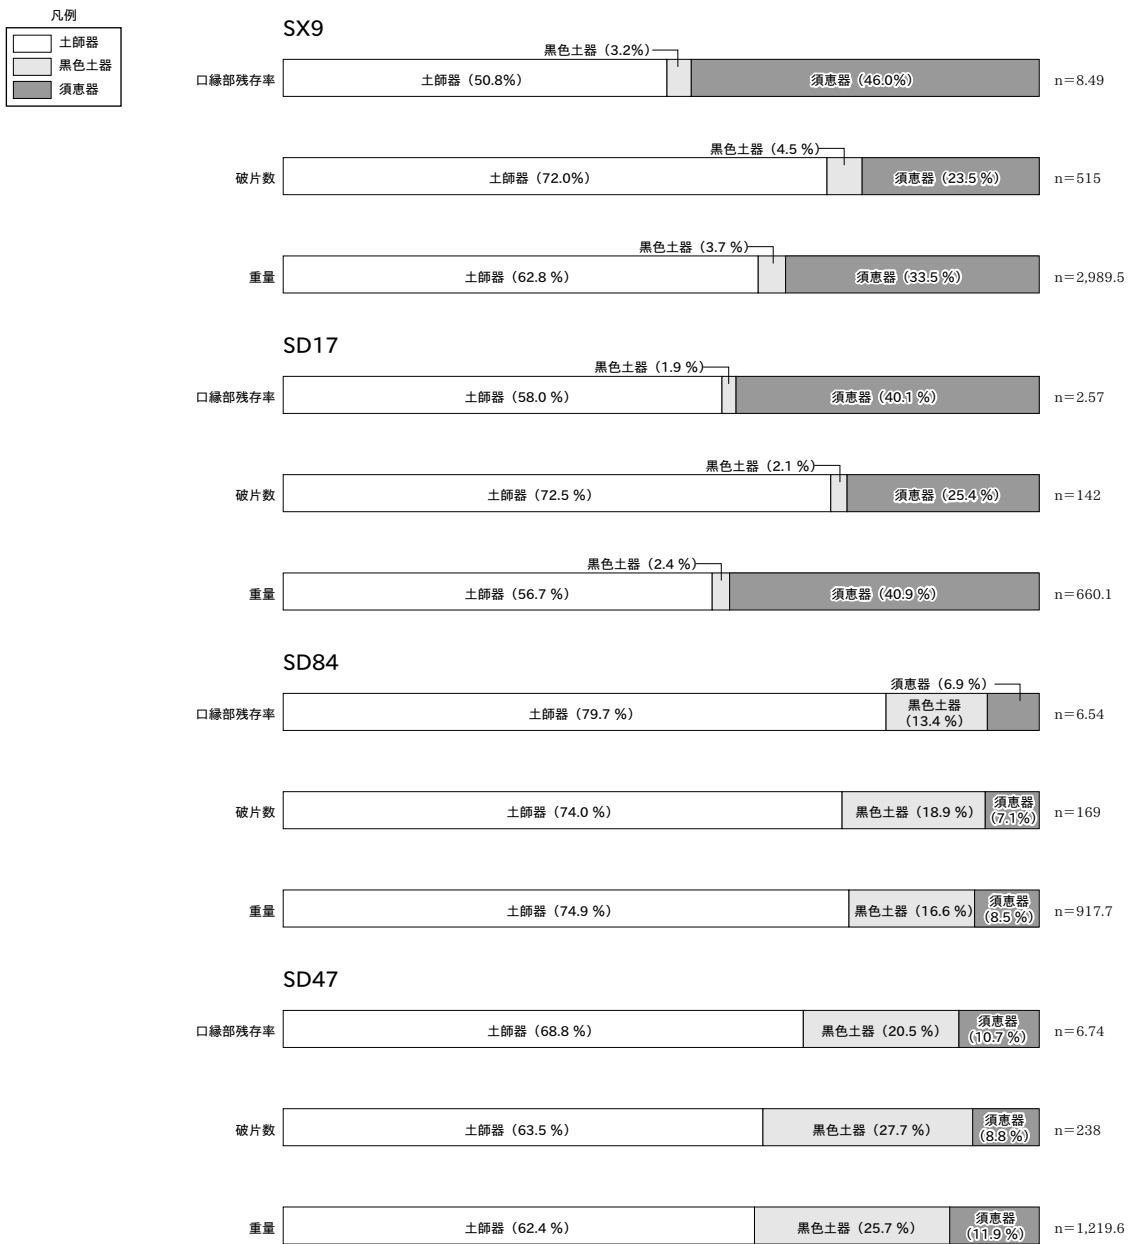 凡例
土師器
黒色土器
須恵器
SX9
黒色土器（3.2%）
口縁部残存率 土師器（50.8%） 須恵器（46.0%） n=8.49
黒色土器（4.5 %）
破片数 土師器（72.0%） 須恵器（23.5 %） n=515
黒色土器（3.7 %）
重量 土師器（62.8 %） 須恵器（33.5 %） n=2,989.5
SD17
黒色土器（1.9 %）
口縁部残存率 土師器（58.0 %） 須恵器（40.1 %） n=2.57
黒色土器（2.1 %）
破片数 土師器（72.5 %） 須恵器（25.4 %） n=142
黒色土器（2.4 %）
重量 土師器（56.7 %） 須恵器（40.9 %） n=660.1
SD84
須恵器（6.9 %）
口縁部残存率 土師器（79.7 %） 黒色土器 n=6.54
（13.4 %）
破片数 土師器（74.0 %） 黒色土器（18.9 %） 須恵器 n=169
（7.1%）
重量 土師器（74.9 %） 黒色土器（16.6 %） 須恵器 n=917.7
（8.5 %）
SD47
口縁部残存率 土師器（68.8 %） 黒色土器（20.5 %） 須恵器 n=6.74
（10.7 %）
破片数 土師器（63.5 %） 黒色土器（27.7 %） 須恵器 n=238
（8.8 %）
重量 土師器（62.4 %） 黒色土器（25.7 %） 須恵器 n=1,219.6
（11.9 %）